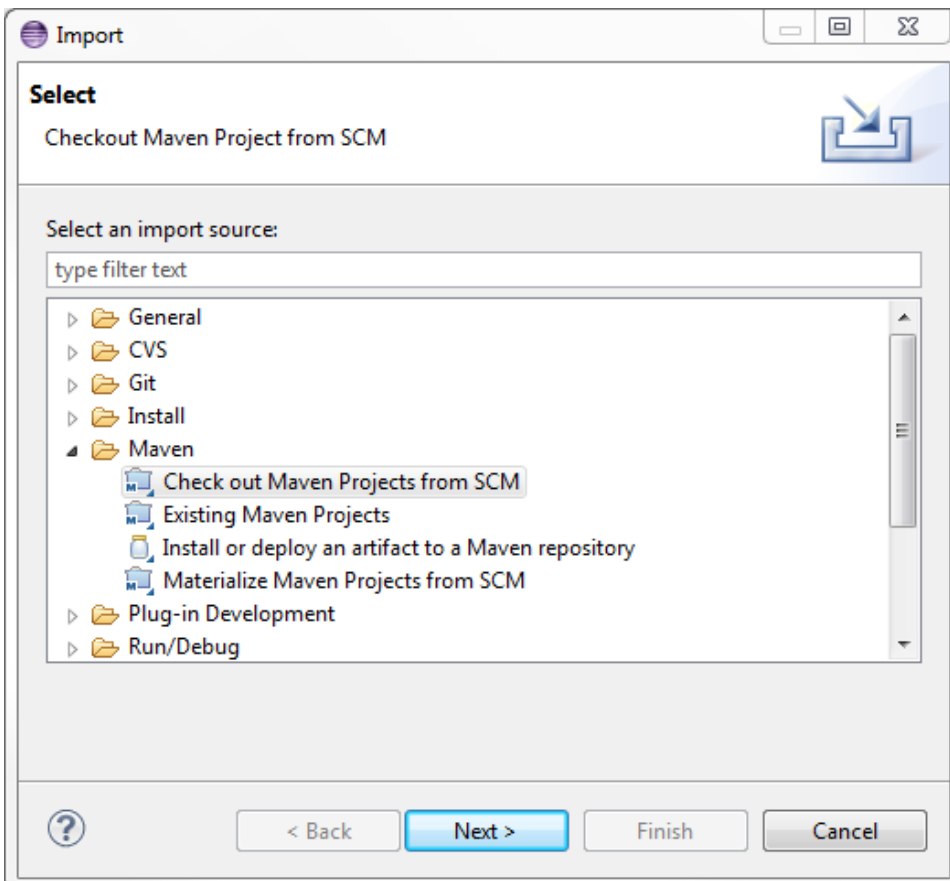 Import
Select
Checkout Maven Project from SCM
Select an import source:
type filter text
General
CVS
Git
Install
Maven
Check out Maven Projects from SCM
Existing Maven Projects
Install or deploy an artifact to a Maven repository
Materialize Maven Projects from SCM
Plug-in Development
Run/Debug
? < Back Next > Finish Cancel